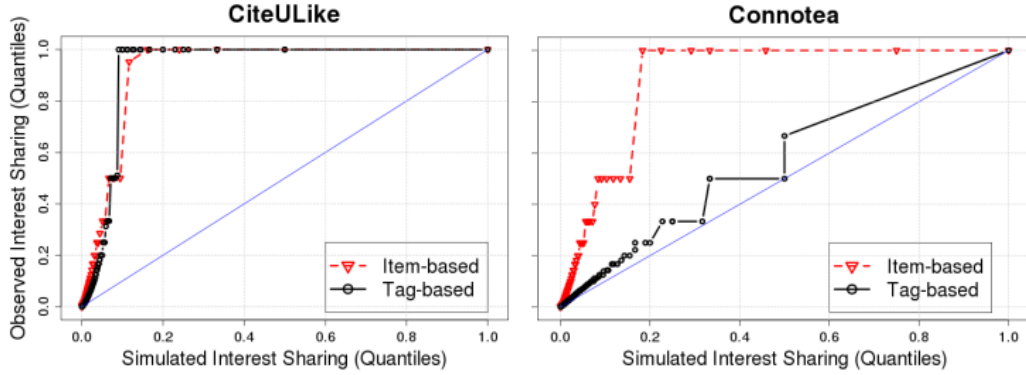 CiteULike
Connotea
Observed Interest Sharing (Quantiles)
1.0
0.8
0.6
0.4
0.2
0.0
Item-based
Tag-based
0.0 0.2 0.4 0.6 0.8 1.0
Simulated Interest Sharing (Quantiles)
Item-based
Tag-based
0.0 0.2 0.4 0.6 0.8 1.0
Simulated Interest Sharing (Quantiles)